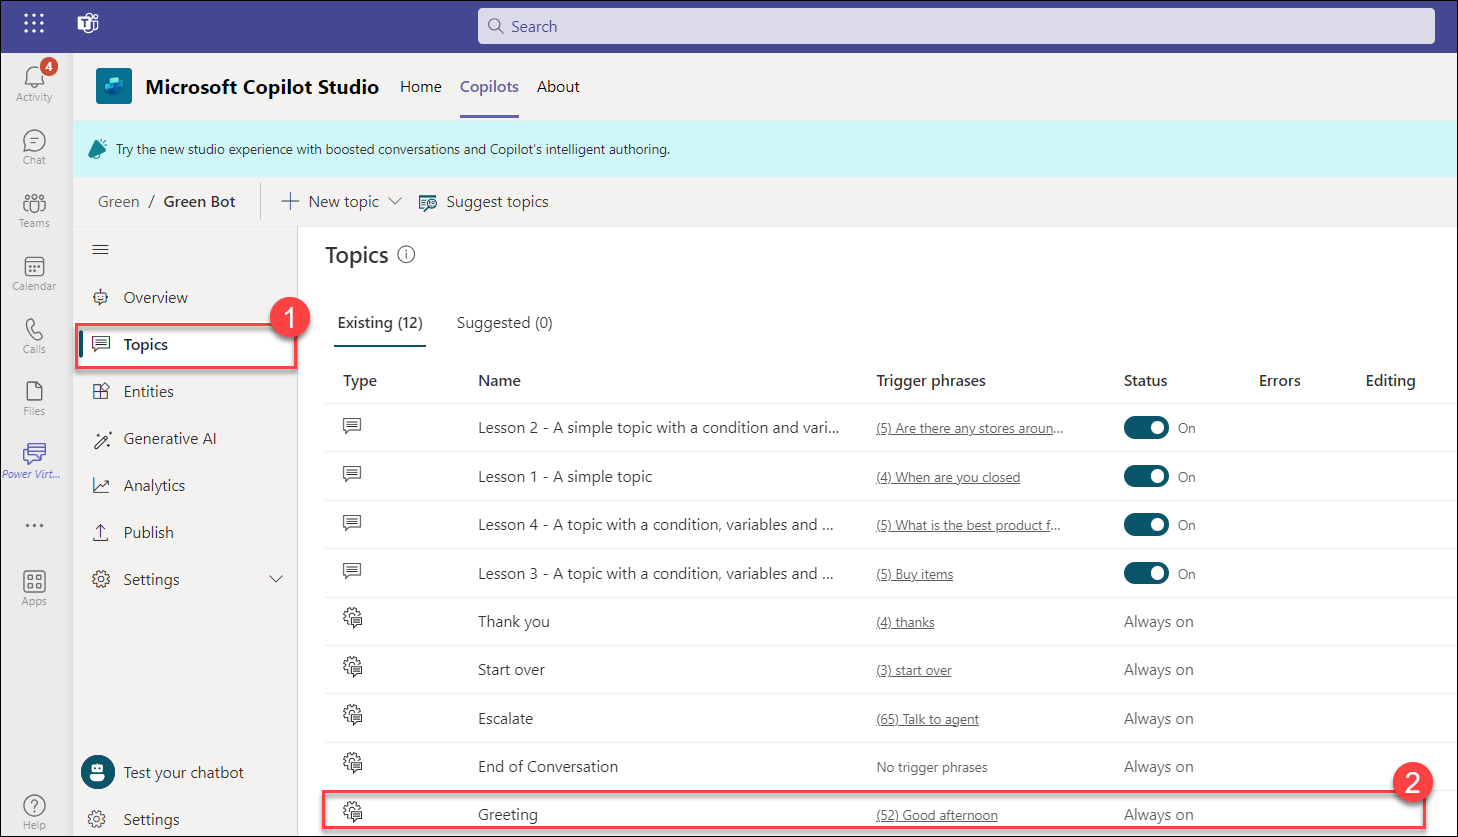 Search
4
Activity
Chat
Teams
Calendar
Calls
Files
Power Virt...
Apps
Help
Microsoft Copilot Studio Home Copilots About
Try the new studio experience with boosted conversations and Copilot's intelligent authoring.
Green / Green Bot New topic Suggest topics
Overview
1
Topics
Entities
Generative AI
Analytics
Publish
Settings
Test your chatbot
Settings
Topics
Existing (12) Suggested (0)
Type Name Trigger phrases Status Errors Editing
Lesson 2 - A simple topic with a condition and vari... (5) Are there any stores aroun... On
Lesson 1 - A simple topic (4) When are you closed On
Lesson 4 - A topic with a condition, variables and ... (5) What is the best product f... On
Lesson 3 - A topic with a condition, variables and ... (5) Buy items On
Thank you (4) thanks Always on
Start over (3) start over Always on
Escalate (65) Talk to agent Always on
End of Conversation No trigger phrases Always on
2
Greeting (52) Good afternoon Always on